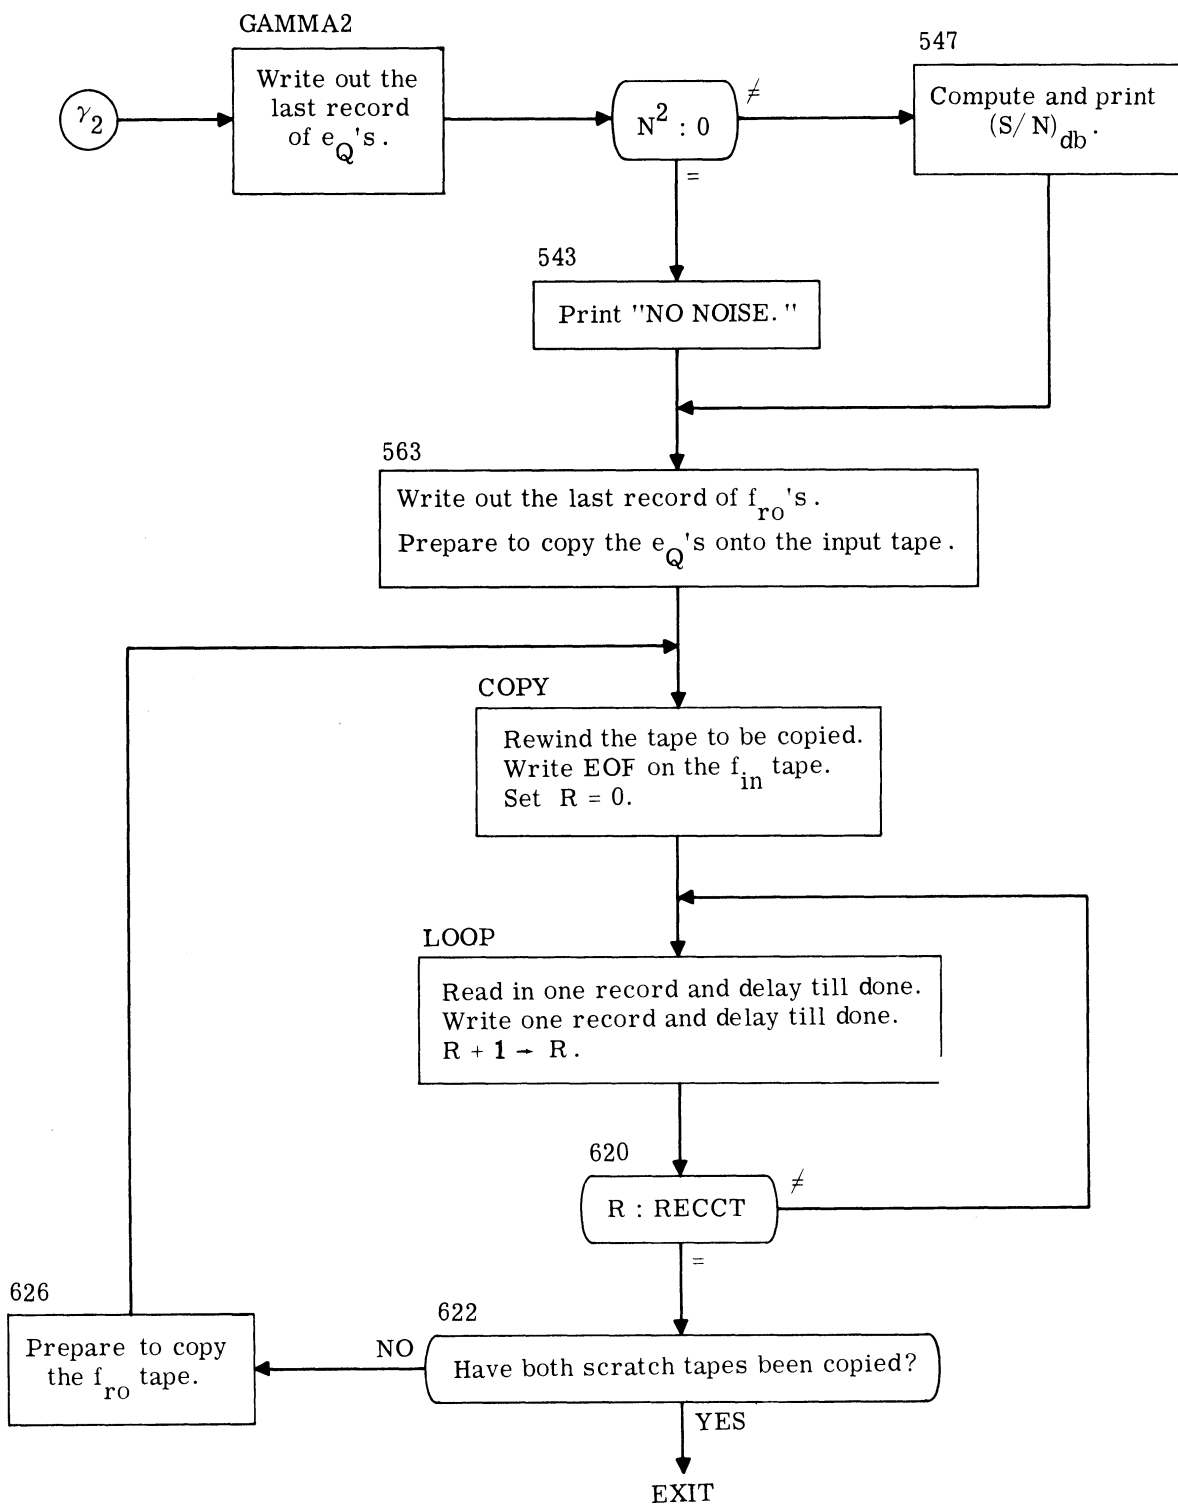 GAMMA2
γ2
Write out the
last record
of eQ's.
N2 : 0
≠
=
547
Compute and print
(S/N)db.
543
Print "NO NOISE."
563
Write out the last record of fro's.
Prepare to copy the eQ's onto the input tape.
COPY
Rewind the tape to be copied.
Write EOF on the fin tape.
Set R = 0.
LOOP
Read in one record and delay till done.
Write one record and delay till done.
R + 1 → R.
620
R : RECCT
≠
=
622
Have both scratch tapes been copied?
NO
YES
626
Prepare to copy
the fro tape.
EXIT